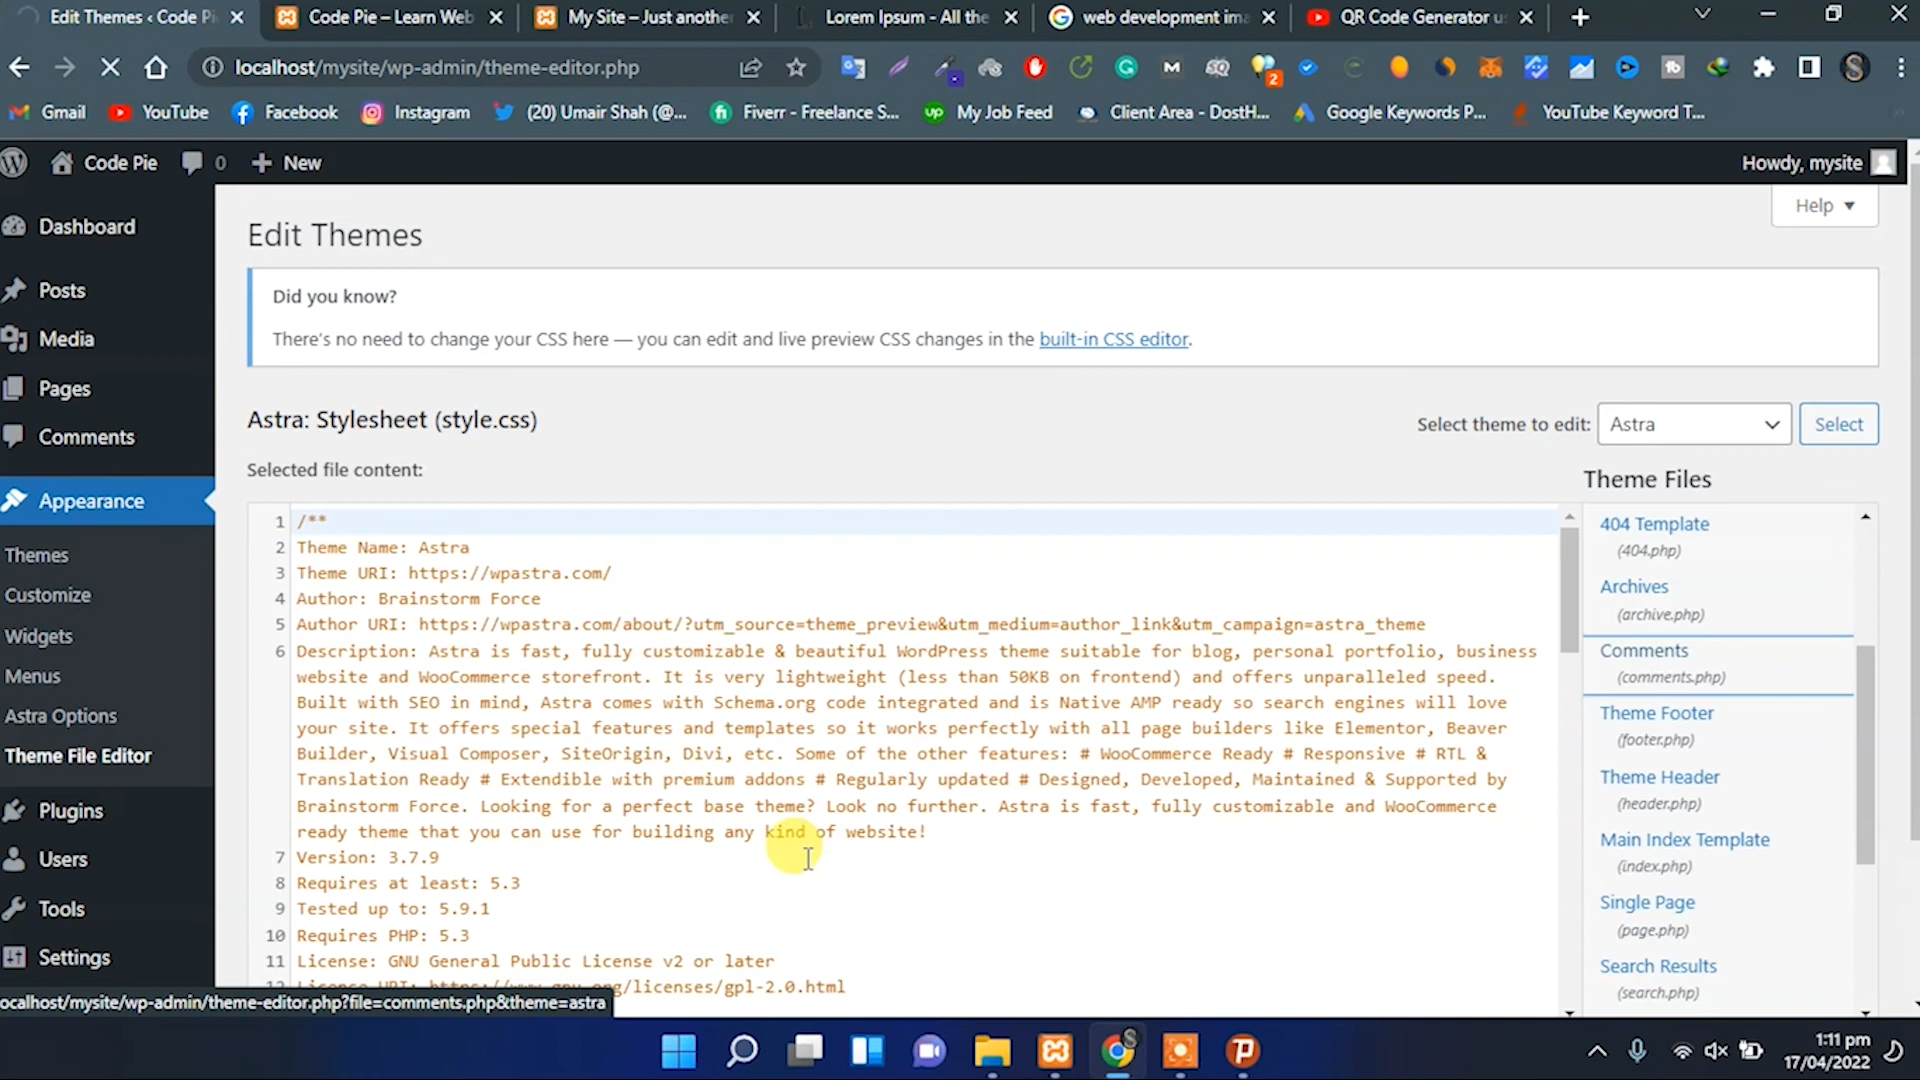 Edit Themes ‹ Code Pi
Code Pie – Learn Web
My Site – Just another
Lorem Ipsum - All the
web development ima
QR Code Generator u
localhost/mysite/wp-admin/theme-editor.php
2
Gmail
YouTube
Facebook
Instagram
(20) Umair Shah (@...
Fiverr - Freelance S...
up
My Job Feed
Client Area - DostH...
Google Keywords P...
YouTube Keyword T...
Code Pie
0
New
Howdy, mysite
Help
Dashboard
Posts
Media
Pages
Comments
Appearance
Themes
Customize
Widgets
Menus
Astra Options
Theme File Editor
Plugins
Users
Tools
Settings
Edit Themes
Did you know?
There's no need to change your CSS here — you can edit and live preview CSS changes in the built-in CSS editor.
Astra: Stylesheet (style.css)
Select theme to edit: Astra Select
Selected file content:
1 /**
2 Theme Name: Astra
3 Theme URI: https://wpastra.com/
4 Author: Brainstorm Force
5 Author URI: https://wpastra.com/about/?utm_source=theme_preview&utm_medium=author_link&utm_campaign=astra_theme
6 Description: Astra is fast, fully customizable & beautiful WordPress theme suitable for blog, personal portfolio, business
website and WooCommerce storefront. It is very lightweight (less than 50KB on frontend) and offers unparalleled speed.
Built with SEO in mind, Astra comes with Schema.org code integrated and is Native AMP ready so search engines will love
your site. It offers special features and templates so it works perfectly with all page builders like Elementor, Beaver
Builder, Visual Composer, SiteOrigin, Divi, etc. Some of the other features: # WooCommerce Ready # Responsive # RTL &
Translation Ready # Extendible with premium addons # Regularly updated # Designed, Developed, Maintained & Supported by
Brainstorm Force. Looking for a perfect base theme? Look no further. Astra is fast, fully customizable and WooCommerce
ready theme that you can use for building any kind of website!
7 Version: 3.7.9
8 Requires at least: 5.3
9 Tested up to: 5.9.1
10 Requires PHP: 5.3
11 License: GNU General Public License v2 or later
12 License URI: https://www.gnu.org/licenses/gpl-2.0.html
Theme Files
404 Template
(404.php)
Archives
(archive.php)
Comments
(comments.php)
Theme Footer
(footer.php)
Theme Header
(header.php)
Main Index Template
(index.php)
Single Page
(page.php)
Search Results
(search.php)
ocalhost/mysite/wp-admin/theme-editor.php?file=comments.php&theme=astra
1:11 pm
17/04/2022